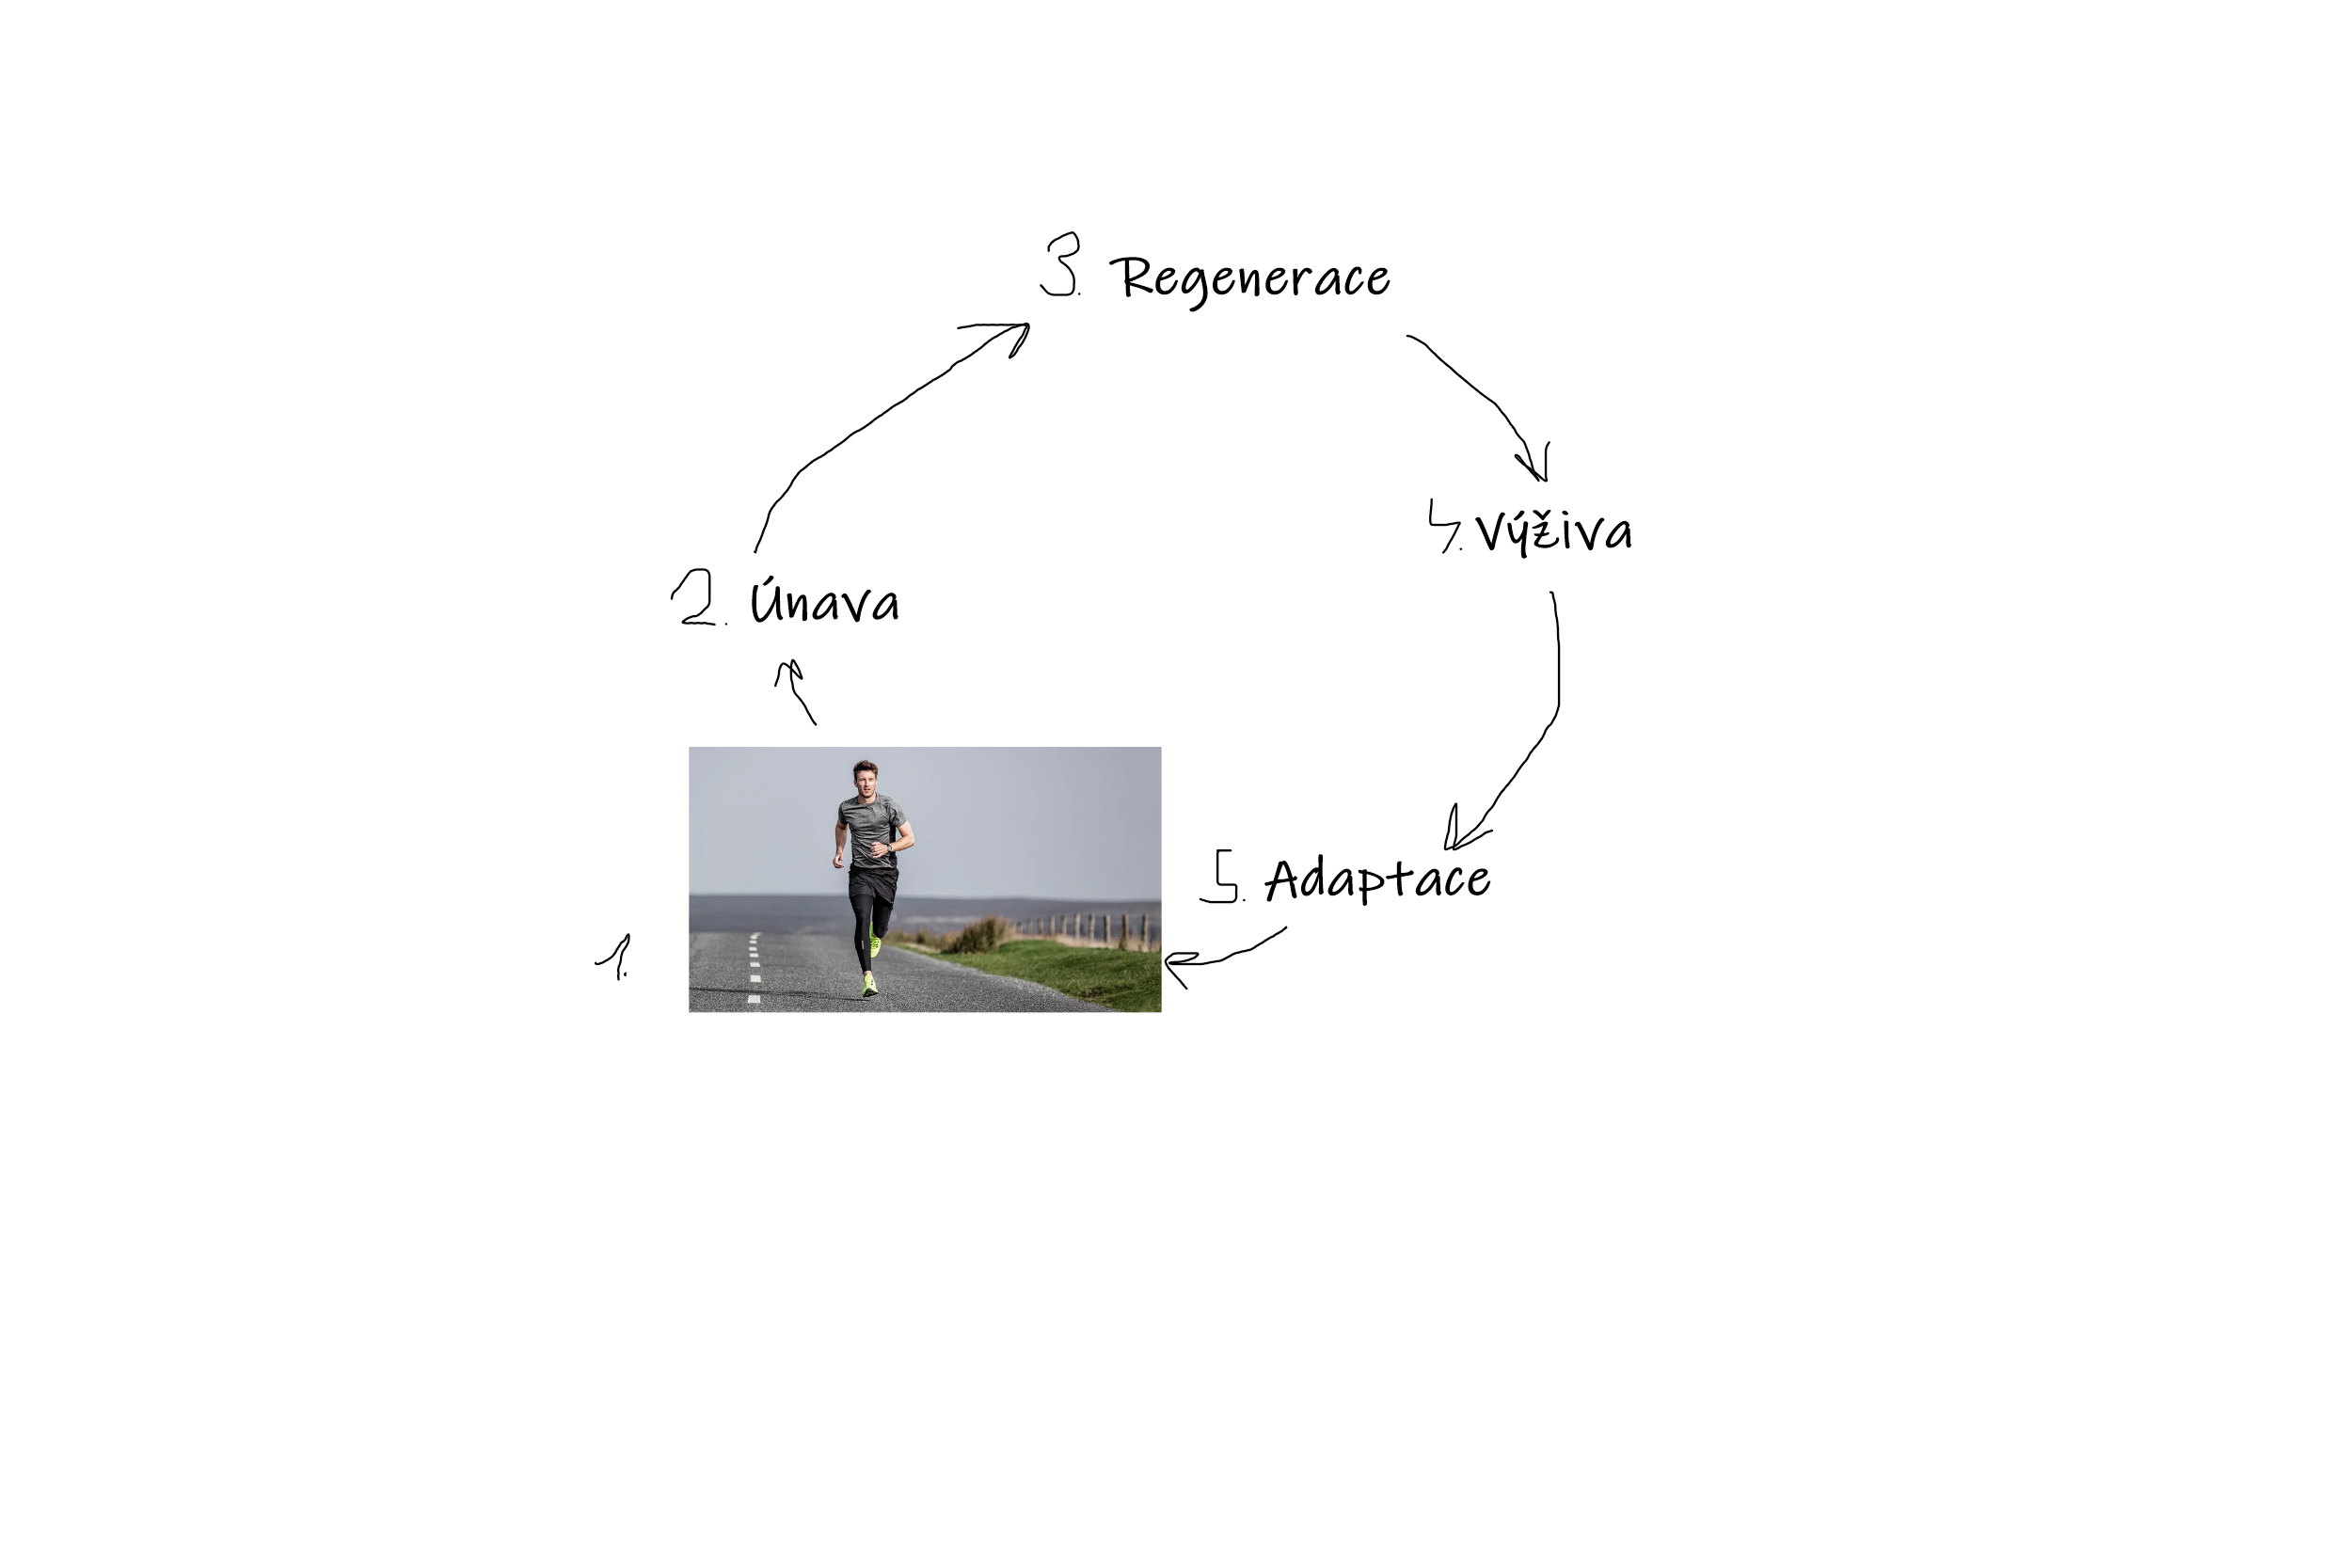 3. Regenerace
4. Výživa
2. Únava
5. Adaptace
1.